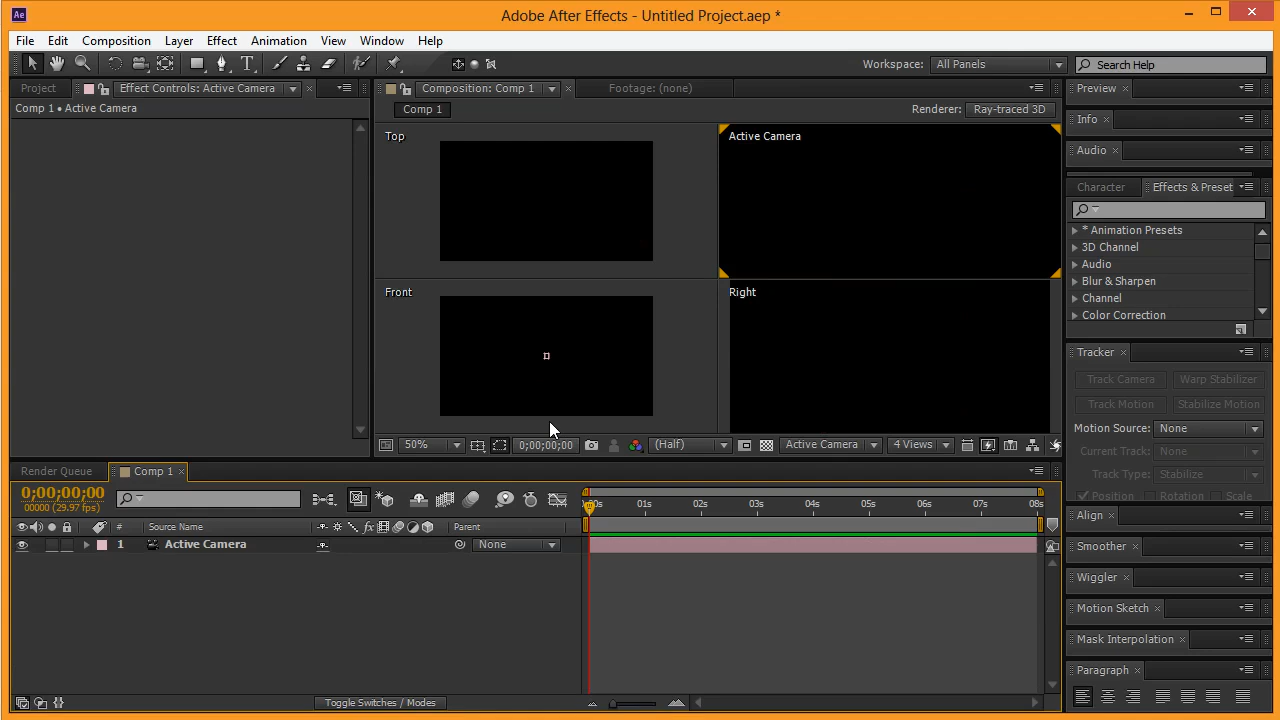 Ae Adobe After Effects - Untitled Project.aep *
File Edit Composition Layer Effect Animation View Window Help
T Workspace: All Panels Search Help
Project Effect Controls: Active Camera Composition: Comp 1 Footage: (none) Preview
Comp 1 • Active Camera Comp 1 Renderer: Ray-traced 3D Info
Top Active Camera
Audio
Character Effects & Preset
* Animation Presets
3D Channel
Audio
Blur & Sharpen
Front Right
Channel
Color Correction
Tracker
Track Camera Warp Stabilizer
Track Motion Stabilize Motion
Motion Source: None
50% 0;00;00;00 (Half) Active Camera 4 Views
Current Track: None
Render Queue Comp 1
Track Type: Stabilize
0;00;00;00
Position Rotation Scale
00000 (29.97 fps) 01s 02s 03s 04s 05s 06s 07s 08s
Align
# Source Name fx Parent
1 Active Camera None
Smoother
Wiggler
Motion Sketch
Mask Interpolation
Paragraph
Toggle Switches / Modes